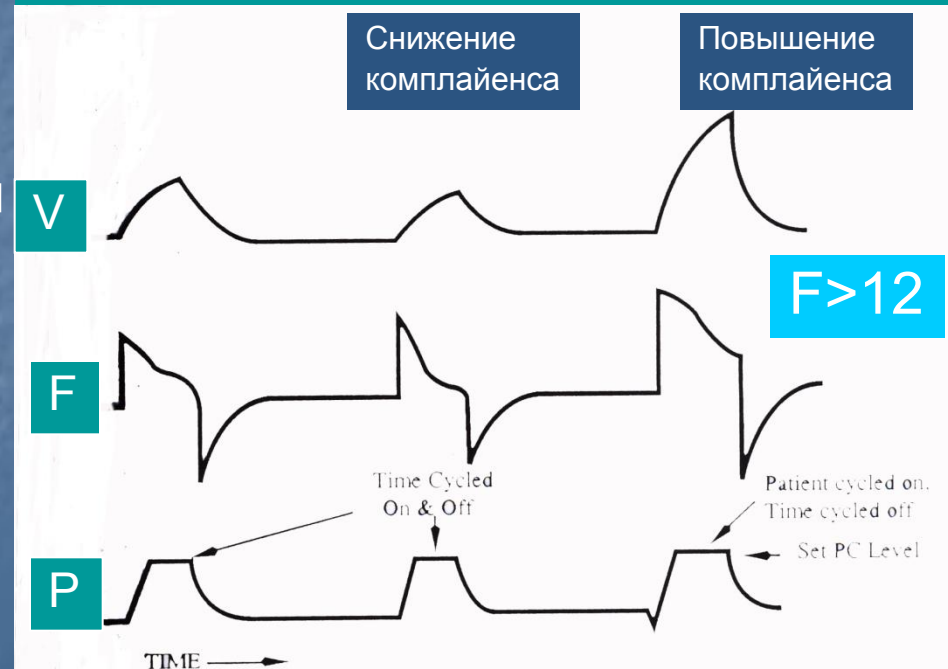 Снижение
комплайенса
Повышение
комплайенса
V
F>12
F
Time Cycled
On & Off
Patient cycled on.
Time cycled off
Set PC Level
P
TIME